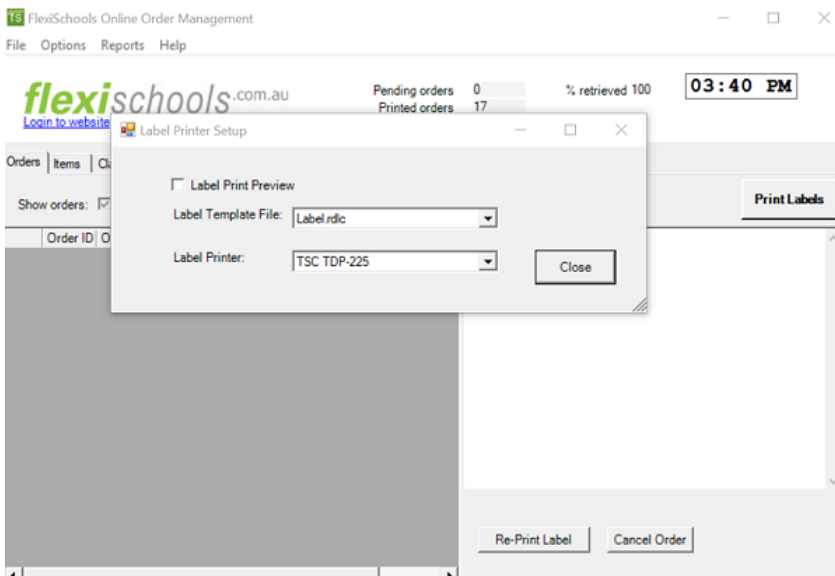 TS FlexiSchools Online Order Management
File Options Reports Help
flexischools.com.au
Login to website
Pending orders 0
Printed orders 17
% retrieved 100
03:40 PM
Label Printer Setup
Orders Items
Show orders:
Print Labels
Order ID
Label Print Preview
Label Template File: Label.rdlc
Label Printer: TSC TDP-225
Close
Re-Print Label Cancel Order